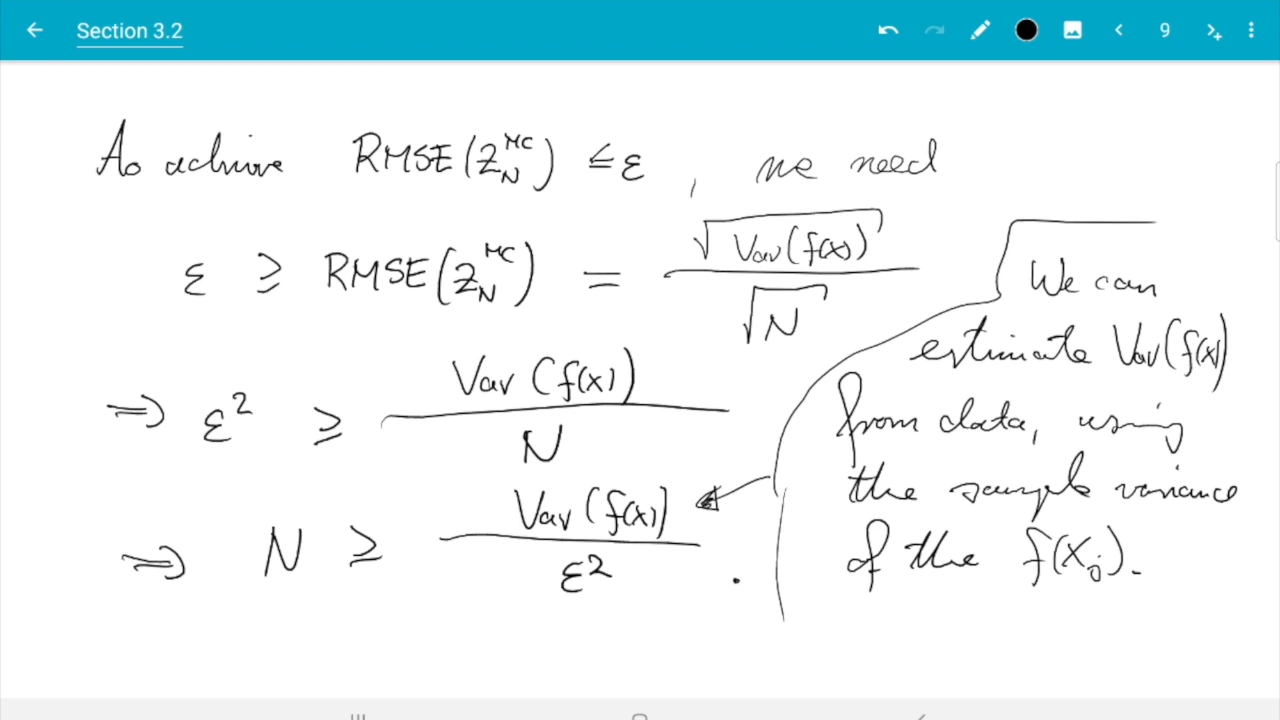 Section 3.2
9
To achive RMSE(Z_N^MC) ≤ ε, we need
ε ≥ RMSE(Z_N^MC) = √Var(f(x)) / √N
⇒ ε² ≥ Var(f(x)) / N
⇒ N ≥ Var(f(x)) / ε² .
We can
estimate Var(f(x))
from data, using
the sample variance
of the f(X_j).